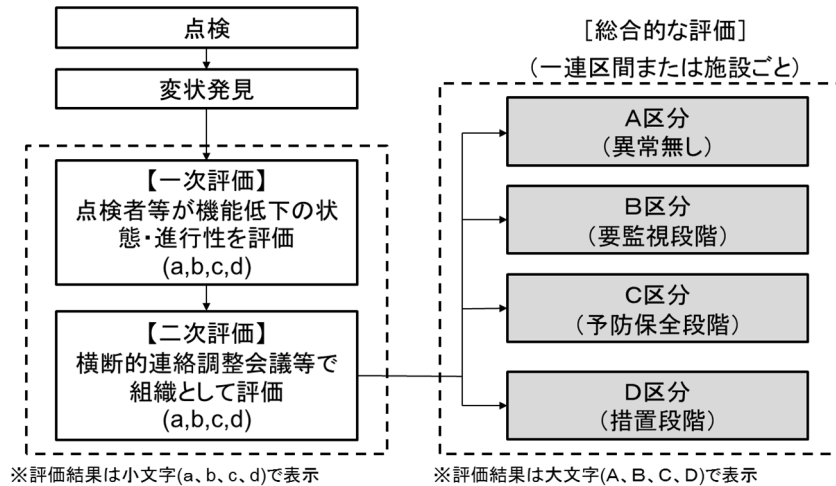 点検
変状発見
【一次評価】
点検者等が機能低下の状
態・進行性を評価
(a,b,c,d)
【二次評価】
横断的連絡調整会議等で
組織として評価
(a,b,c,d)
※評価結果は小文字(a、b、c、d)で表示
［総合的な評価］
(一連区間または施設ごと)
A区分
(異常無し)
B区分
(要監視段階)
C区分
(予防保全段階)
D区分
(措置段階)
※評価結果は大文字(A、B、C、D)で表示